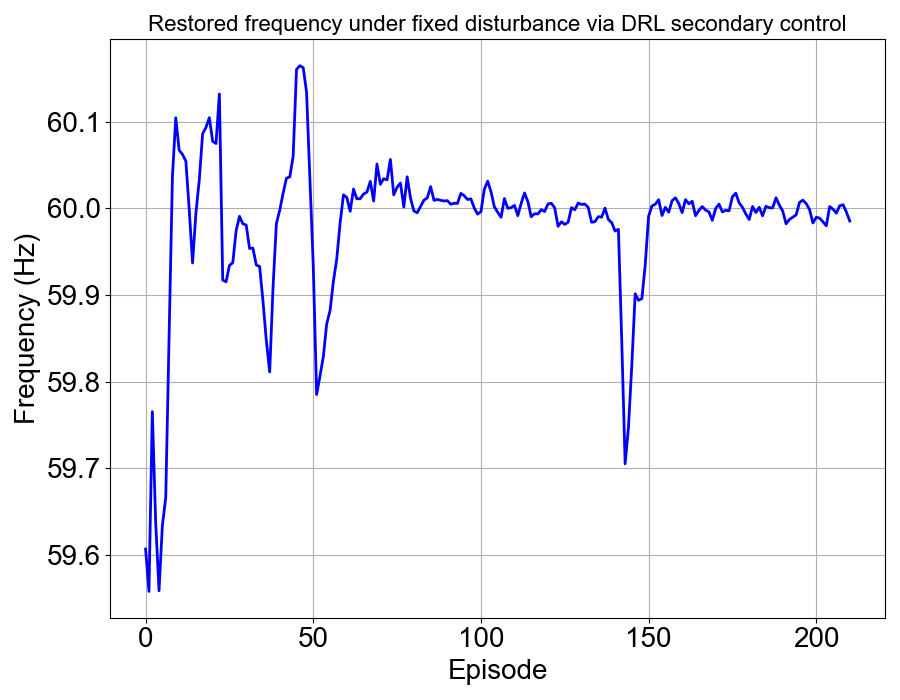 Restored frequency under fixed disturbance via DRL secondary control
60.1
60.0
59.9
59.8
59.7
59.6
Frequency (Hz)
0 50 100 150 200
Episode